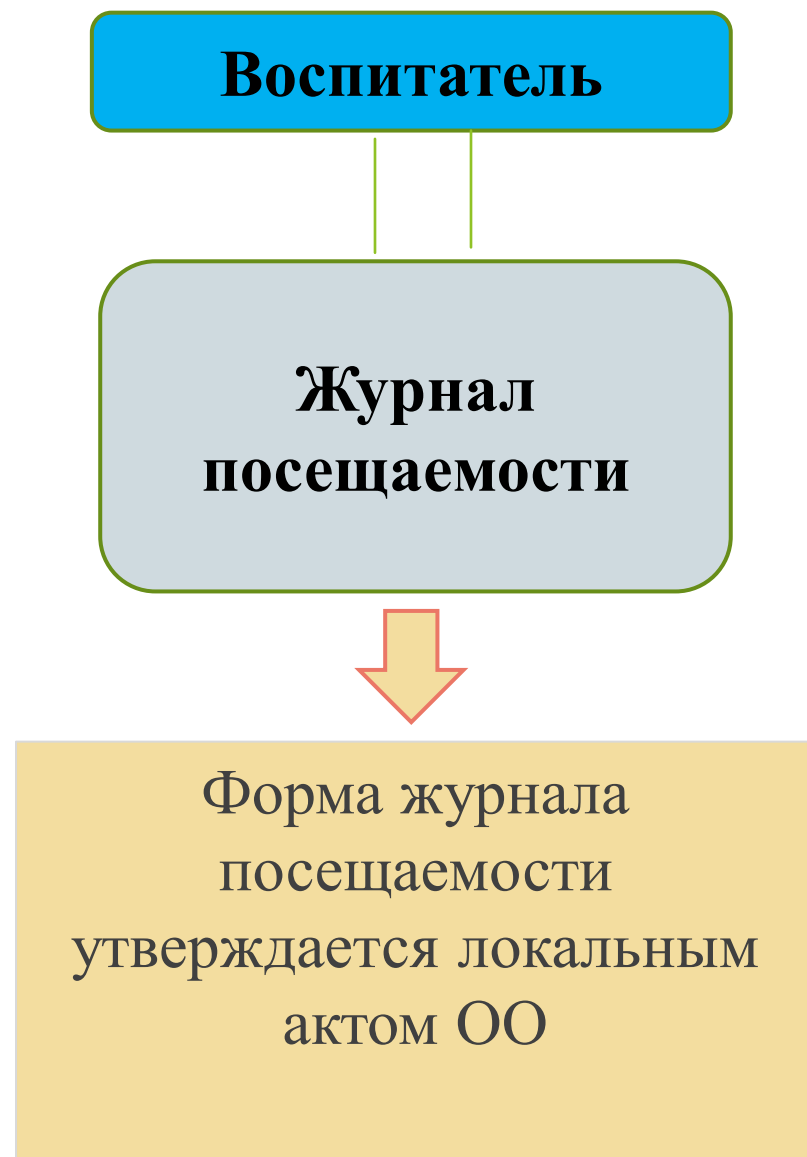 Воспитатель
Журнал
посещаемости
Форма журнала
посещаемости
утверждается локальным
актом ОО